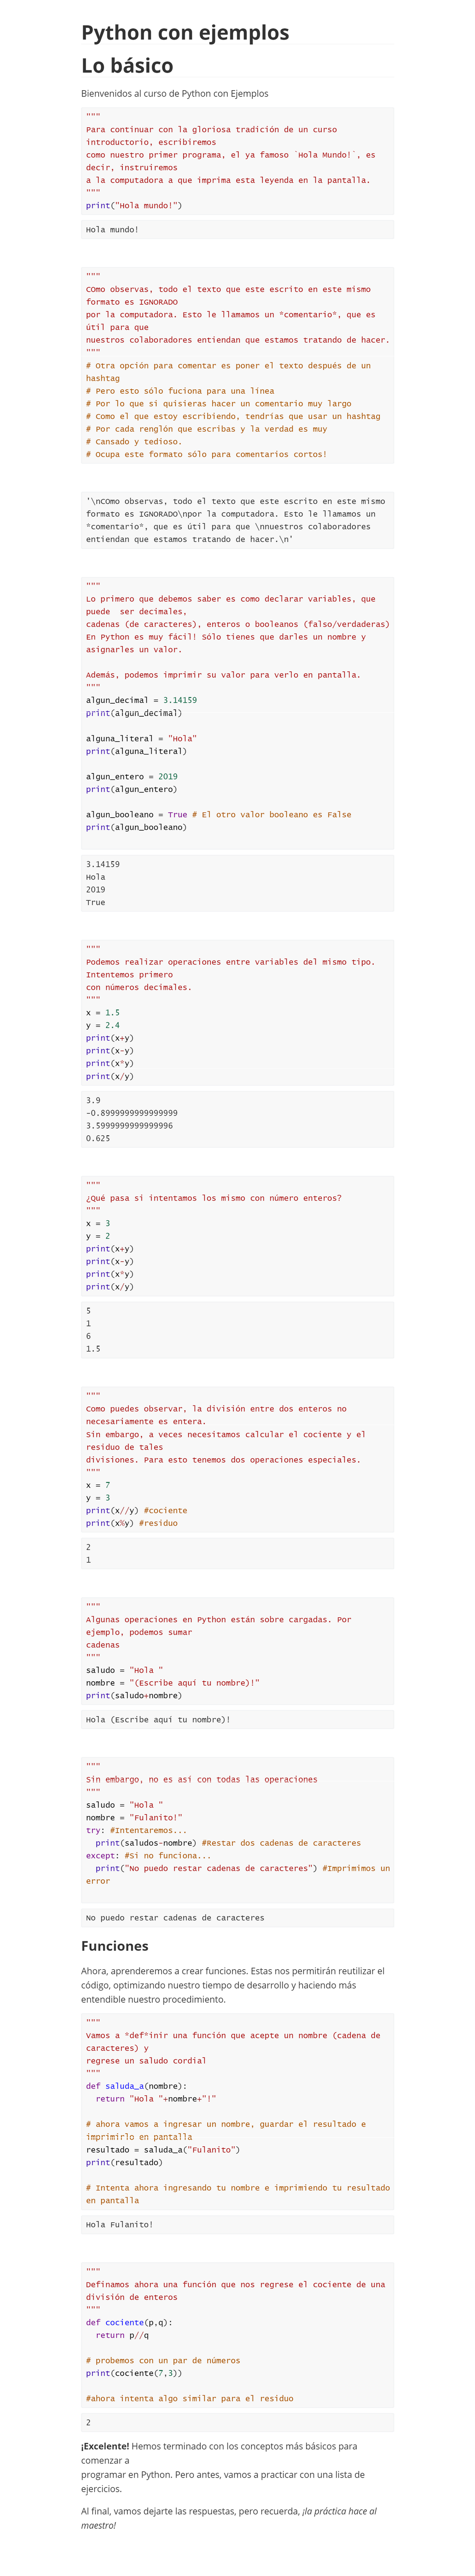 Python con ejemplos
Lo básico
Bienvenidos al curso de Python con Ejemplos
"""
Para continuar con la gloriosa tradición de un curso
introductorio, escribiremos
como nuestro primer programa, el ya famoso `Hola Mundo!`, es
decir, instruiremos
a la computadora a que imprima esta leyenda en la pantalla.
"""
print("Hola mundo!")
Hola mundo!
"""
COmo observas, todo el texto que este escrito en este mismo
formato es IGNORADO
por la computadora. Esto le llamamos un *comentario*, que es
útil para que
nuestros colaboradores entiendan que estamos tratando de hacer.
"""
# Otra opción para comentar es poner el texto después de un
hashtag
# Pero esto sólo fuciona para una línea
# Por lo que si quisieras hacer un comentario muy largo
# Como el que estoy escribiendo, tendrías que usar un hashtag
# Por cada renglón que escribas y la verdad es muy
# Cansado y tedioso.
# Ocupa este formato sólo para comentarios cortos!
'\nCOmo observas, todo el texto que este escrito en este mismo
formato es IGNORADO\npor la computadora. Esto le llamamos un
*comentario*, que es útil para que \nnuestros colaboradores
entiendan que estamos tratando de hacer.\n'
"""
Lo primero que debemos saber es como declarar variables, que
puede  ser decimales,
cadenas (de caracteres), enteros o booleanos (falso/verdaderas)
En Python es muy fácil! Sólo tienes que darles un nombre y
asignarles un valor.
Además, podemos imprimir su valor para verlo en pantalla.
"""
algun_decimal = 3.14159
print(algun_decimal)
alguna_literal = "Hola"
print(alguna_literal)
algun_entero = 2019
print(algun_entero)
algun_booleano = True # El otro valor booleano es False
print(algun_booleano)
3.14159
Hola
2019
True
"""
Podemos realizar operaciones entre variables del mismo tipo.
Intentemos primero
con números decimales.
"""
x = 1.5
y = 2.4
print(x+y)
print(x-y)
print(x*y)
print(x/y)
3.9
-0.8999999999999999
3.5999999999999996
0.625
"""
¿Qué pasa si intentamos los mismo con número enteros?
"""
x = 3
y = 2
print(x+y)
print(x-y)
print(x*y)
print(x/y)
5
1
6
1.5
"""
Como puedes observar, la división entre dos enteros no
necesariamente es entera.
Sin embargo, a veces necesitamos calcular el cociente y el
residuo de tales
divisiones. Para esto tenemos dos operaciones especiales.
"""
x = 7
y = 3
print(x//y) #cociente
print(x%y) #residuo
2
1
"""
Algunas operaciones en Python están sobre cargadas. Por
ejemplo, podemos sumar
cadenas
"""
saludo = "Hola "
nombre = "(Escribe aquí tu nombre)!"
print(saludo+nombre)
Hola (Escribe aquí tu nombre)!
"""
Sin embargo, no es así con todas las operaciones
"""
saludo = "Hola "
nombre = "Fulanito!"
try: #Intentaremos...
  print(saludos-nombre) #Restar dos cadenas de caracteres
except: #Si no funciona...
  print("No puedo restar cadenas de caracteres") #Imprimimos un
error
No puedo restar cadenas de caracteres
Funciones
Ahora, aprenderemos a crear funciones. Estas nos permitirán reutilizar el
código, optimizando nuestro tiempo de desarrollo y haciendo más
entendible nuestro procedimiento.
"""
Vamos a *def*inir una función que acepte un nombre (cadena de
caracteres) y
regrese un saludo cordial
"""
def saluda_a(nombre):
  return "Hola "+nombre+"!"
# ahora vamos a ingresar un nombre, guardar el resultado e
imprimirlo en pantalla
resultado = saluda_a("Fulanito")
print(resultado)
# Intenta ahora ingresando tu nombre e imprimiendo tu resultado
en pantalla
Hola Fulanito!
"""
Definamos ahora una función que nos regrese el cociente de una
división de enteros
"""
def cociente(p,q):
  return p//q
# probemos con un par de números
print(cociente(7,3))
#ahora intenta algo similar para el residuo
2
¡Excelente! Hemos terminado con los conceptos más básicos para
comenzar a
programar en Python. Pero antes, vamos a practicar con una lista de
ejercicios.
Al final, vamos dejarte las respuestas, pero recuerda, ¡la práctica hace al
maestro!